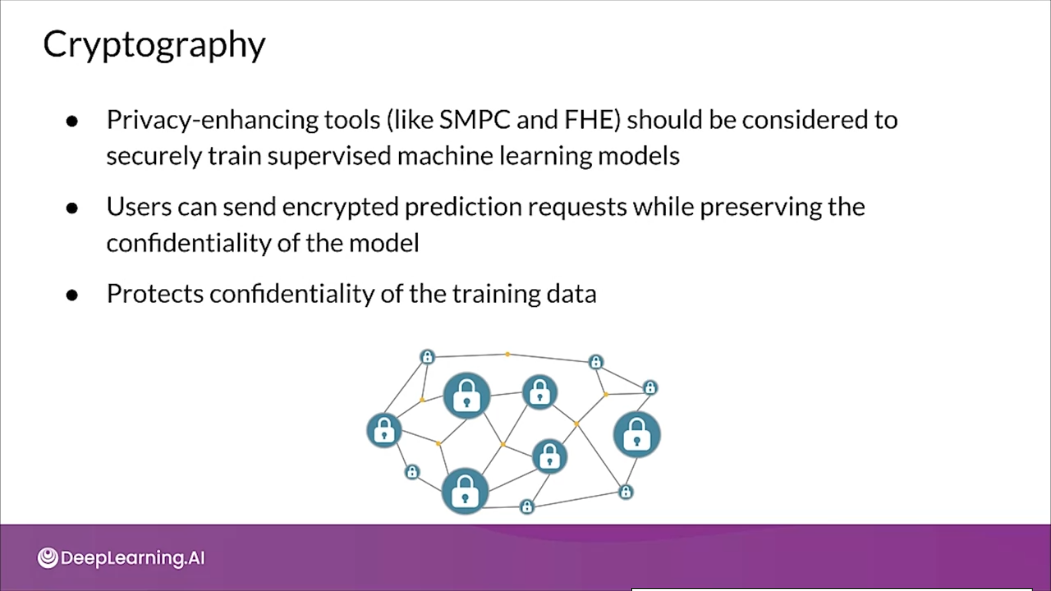 Cryptography
● Privacy-enhancing tools (like SMPC and FHE) should be considered to
securely train supervised machine learning models
● Users can send encrypted prediction requests while preserving the
confidentiality of the model
● Protects confidentiality of the training data
DeepLearning.AI